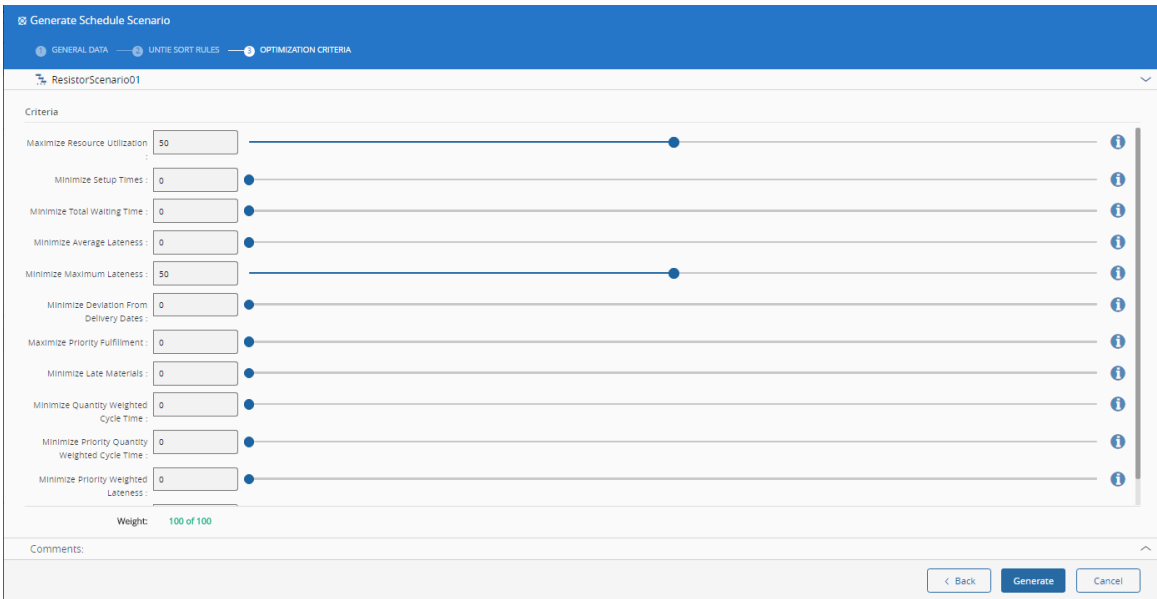 Generate Schedule Scenario
1 GENERAL DATA 2 UNTIE SORT RULES 3 OPTIMIZATION CRITERIA
ResistorScenario01
Criteria
Maximize Resource Utilization 50
:
Minimize Setup Times : 0
Minimize Total Waiting Time : 0
Minimize Average Lateness : 0
Minimize Maximum Lateness : 50
Minimize Deviation From 0
Delivery Dates :
Maximize Priority Fulfillment : 0
Minimize Late Materials : 0
Minimize Quantity Weighted 0
Cycle Time :
Minimize Priority Quantity 0
Weighted Cycle Time :
Minimize Priority Weighted 0
Lateness :
Weight: 100 of 100
Comments:
< Back Generate Cancel